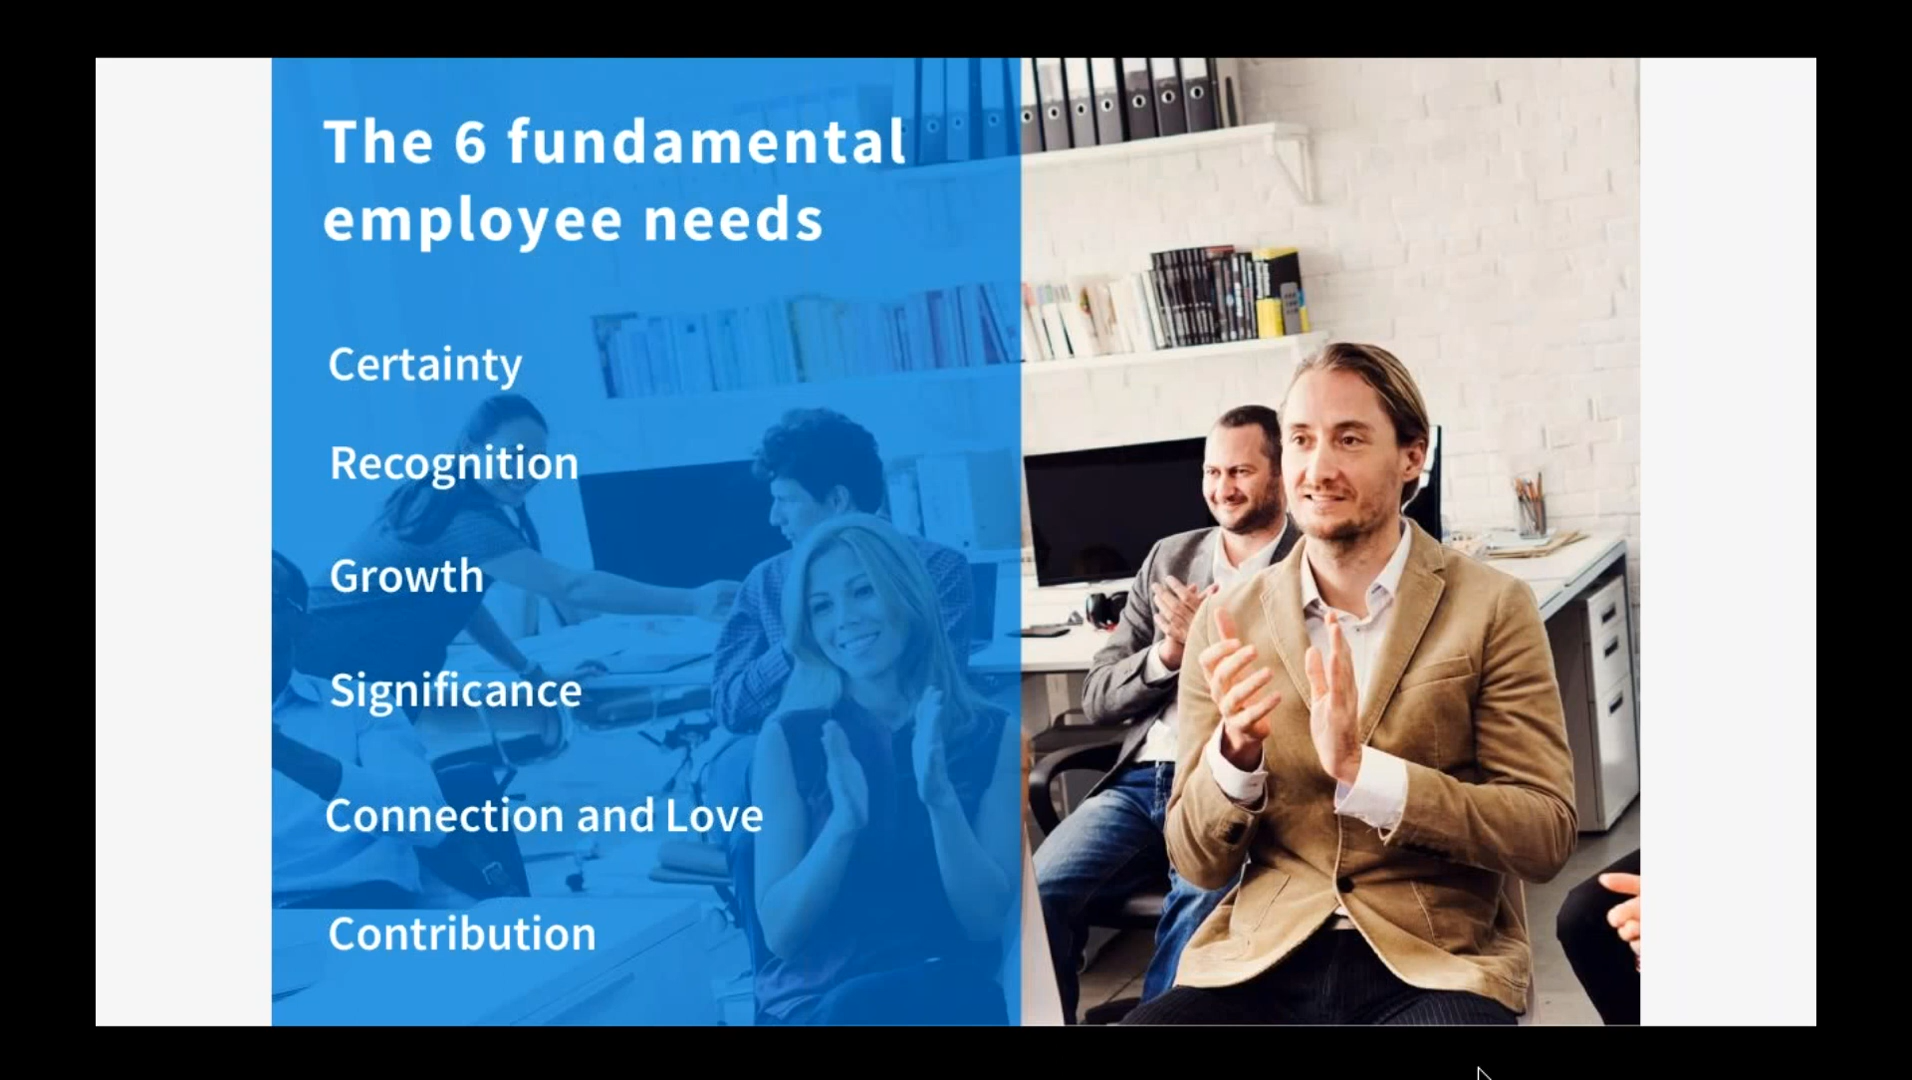 The 6 fundamental
employee needs
Certainty
Recognition
Growth
Significance
Connection and Love
Contribution